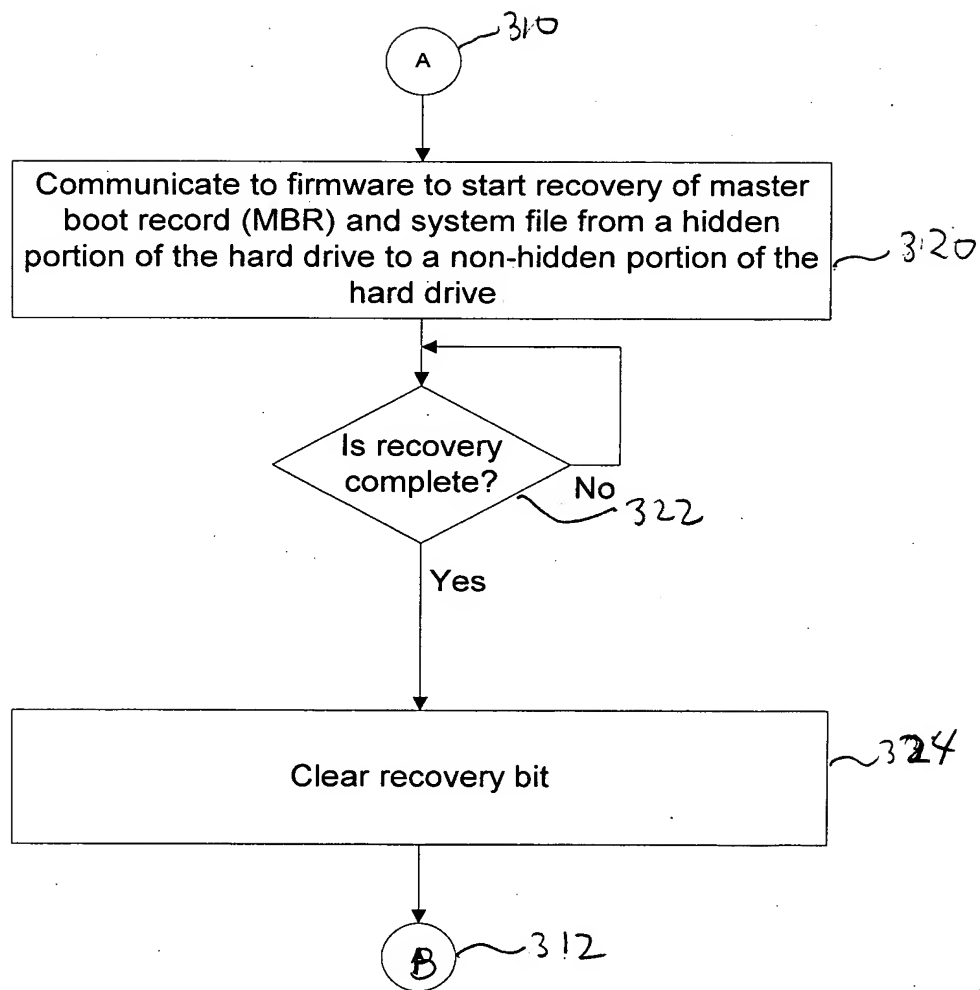 310
A
Communicate to firmware to start recovery of master
boot record (MBR) and system file from a hidden
portion of the hard drive to a non-hidden portion of the
hard drive
320
Is recovery
complete?
No
322
Yes
Clear recovery bit
324
B
312